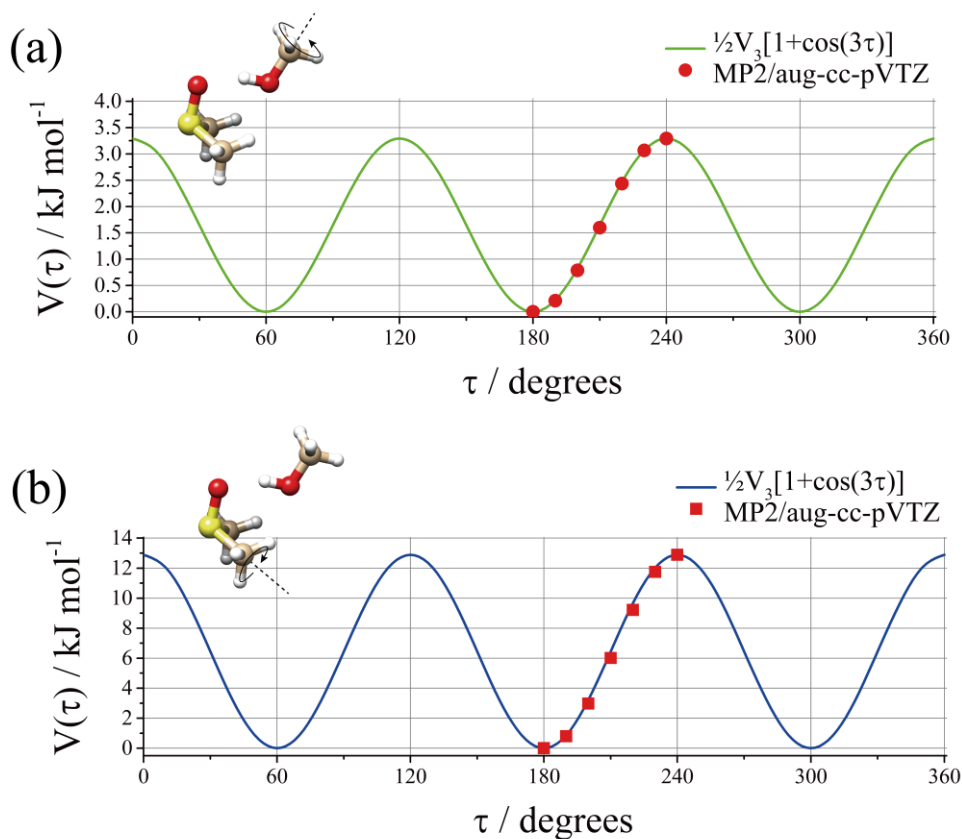 (a)
½V₃[1+cos(3τ)]
MP2/aug-cc-pVTZ
V(τ) / kJ mol⁻¹
4.0
3.5
3.0
2.5
2.0
1.5
1.0
0.5
0.0
0 60 120 180 240 300 360
τ / degrees
(b)
½V₃[1+cos(3τ)]
MP2/aug-cc-pVTZ
V(τ) / kJ mol⁻¹
14
12
10
8
6
4
2
0
0 60 120 180 240 300 360
τ / degrees